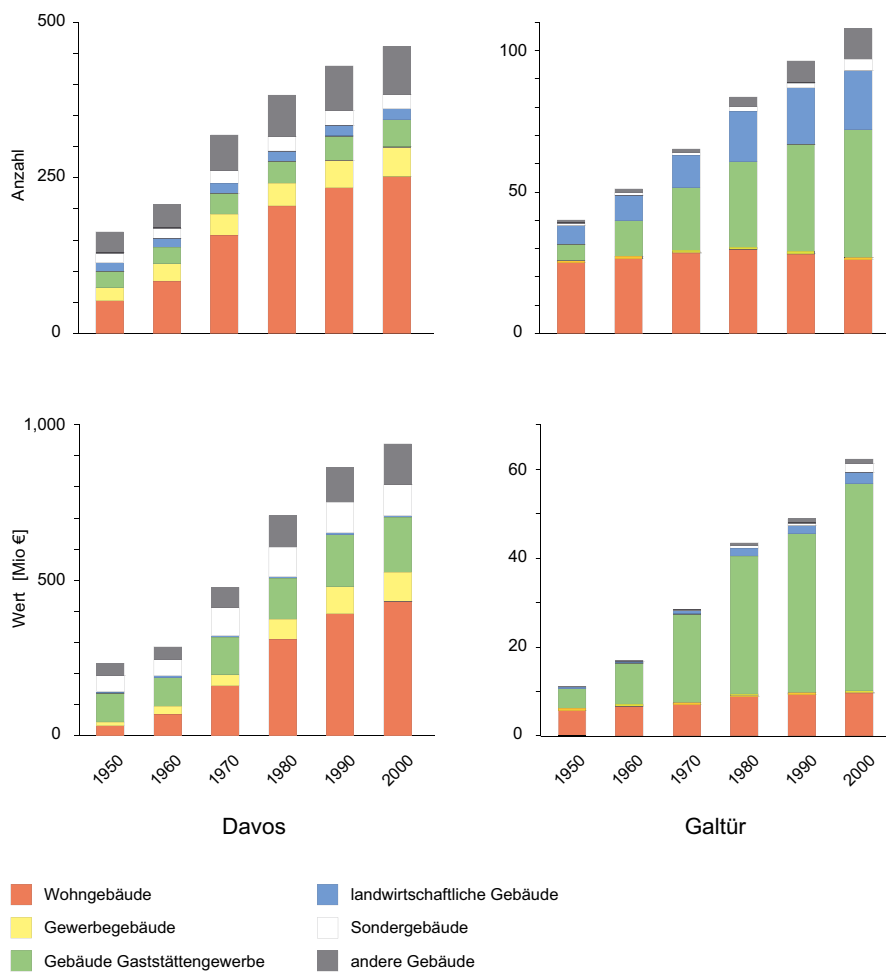 500
250
0
Anzahl
100
50
0
1,000
500
0
Wert [Mio €]
60
40
20
0
1950 1960 1970 1980 1990 2000
1950 1960 1970 1980 1990 2000
Davos
Galtür
Wohngebäude
Gewerbegebäude
Gebäude Gaststättengewerbe
landwirtschaftliche Gebäude
Sondergebäude
andere Gebäude